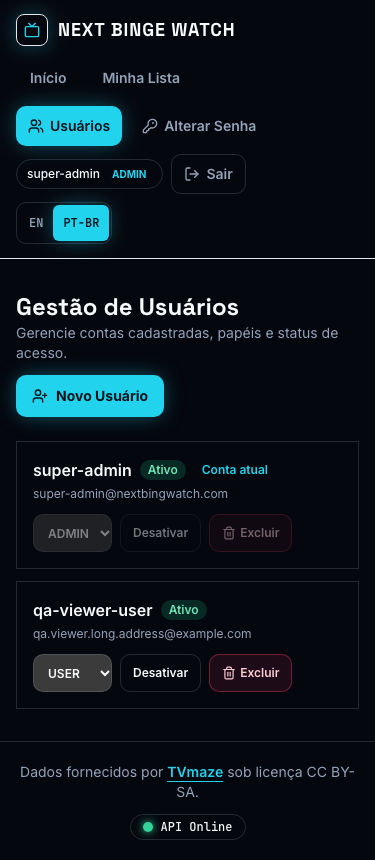 NEXT BINGE WATCH
Início Minha Lista
Usuários Alterar Senha
super-admin ADMIN Sair
EN PT-BR
Gestão de Usuários
Gerencie contas cadastradas, papéis e status de
acesso.
Novo Usuário
super-admin Ativo Conta atual
super-admin@nextbingwatch.com
ADMIN Desativar Excluir
qa-viewer-user Ativo
qa.viewer.long.address@example.com
USER Desativar Excluir
Dados fornecidos por TVmaze sob licença CC BY-
SA.
API Online